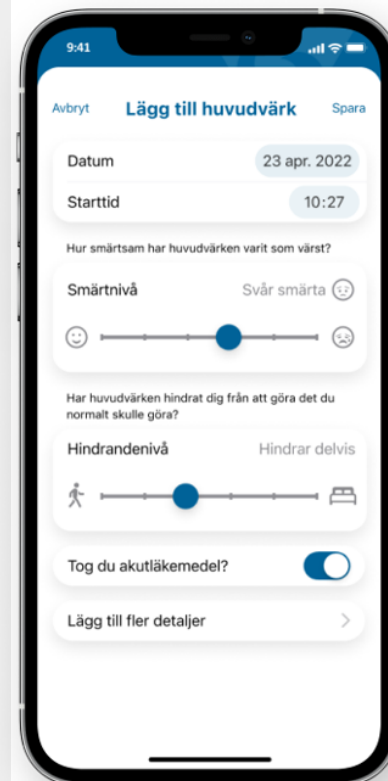 9:41
Avbryt Lägg till huvudvärk Spara
Datum 23 apr. 2022
Starttid 10:27
Hur smärtsam har huvudvärken varit som värst?
Smärtnivå Svår smärta
Har huvudvärken hindrat dig från att göra det du
normalt skulle göra?
Hindrandenivå Hindrar delvis
Tog du akutläkemedel?
Lägg till fler detaljer